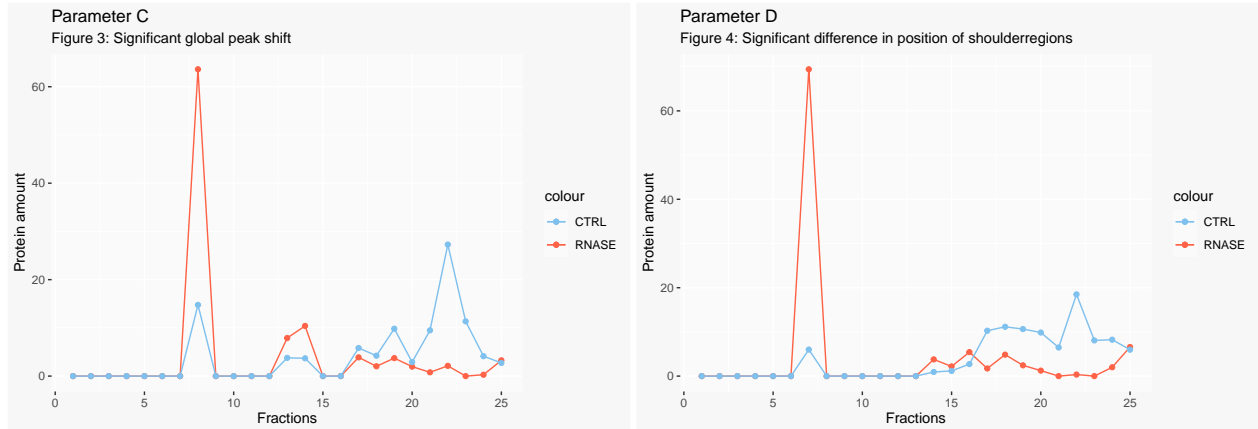 Parameter C
Figure 3: Significant global peak shift
60
40
20
0
Protein amount
0 5 10 15 20 25
Fractions
colour
CTRL
RNASE
Parameter D
Figure 4: Significant difference in position of shoulderregions
60
40
20
0
Protein amount
0 5 10 15 20 25
Fractions
colour
CTRL
RNASE